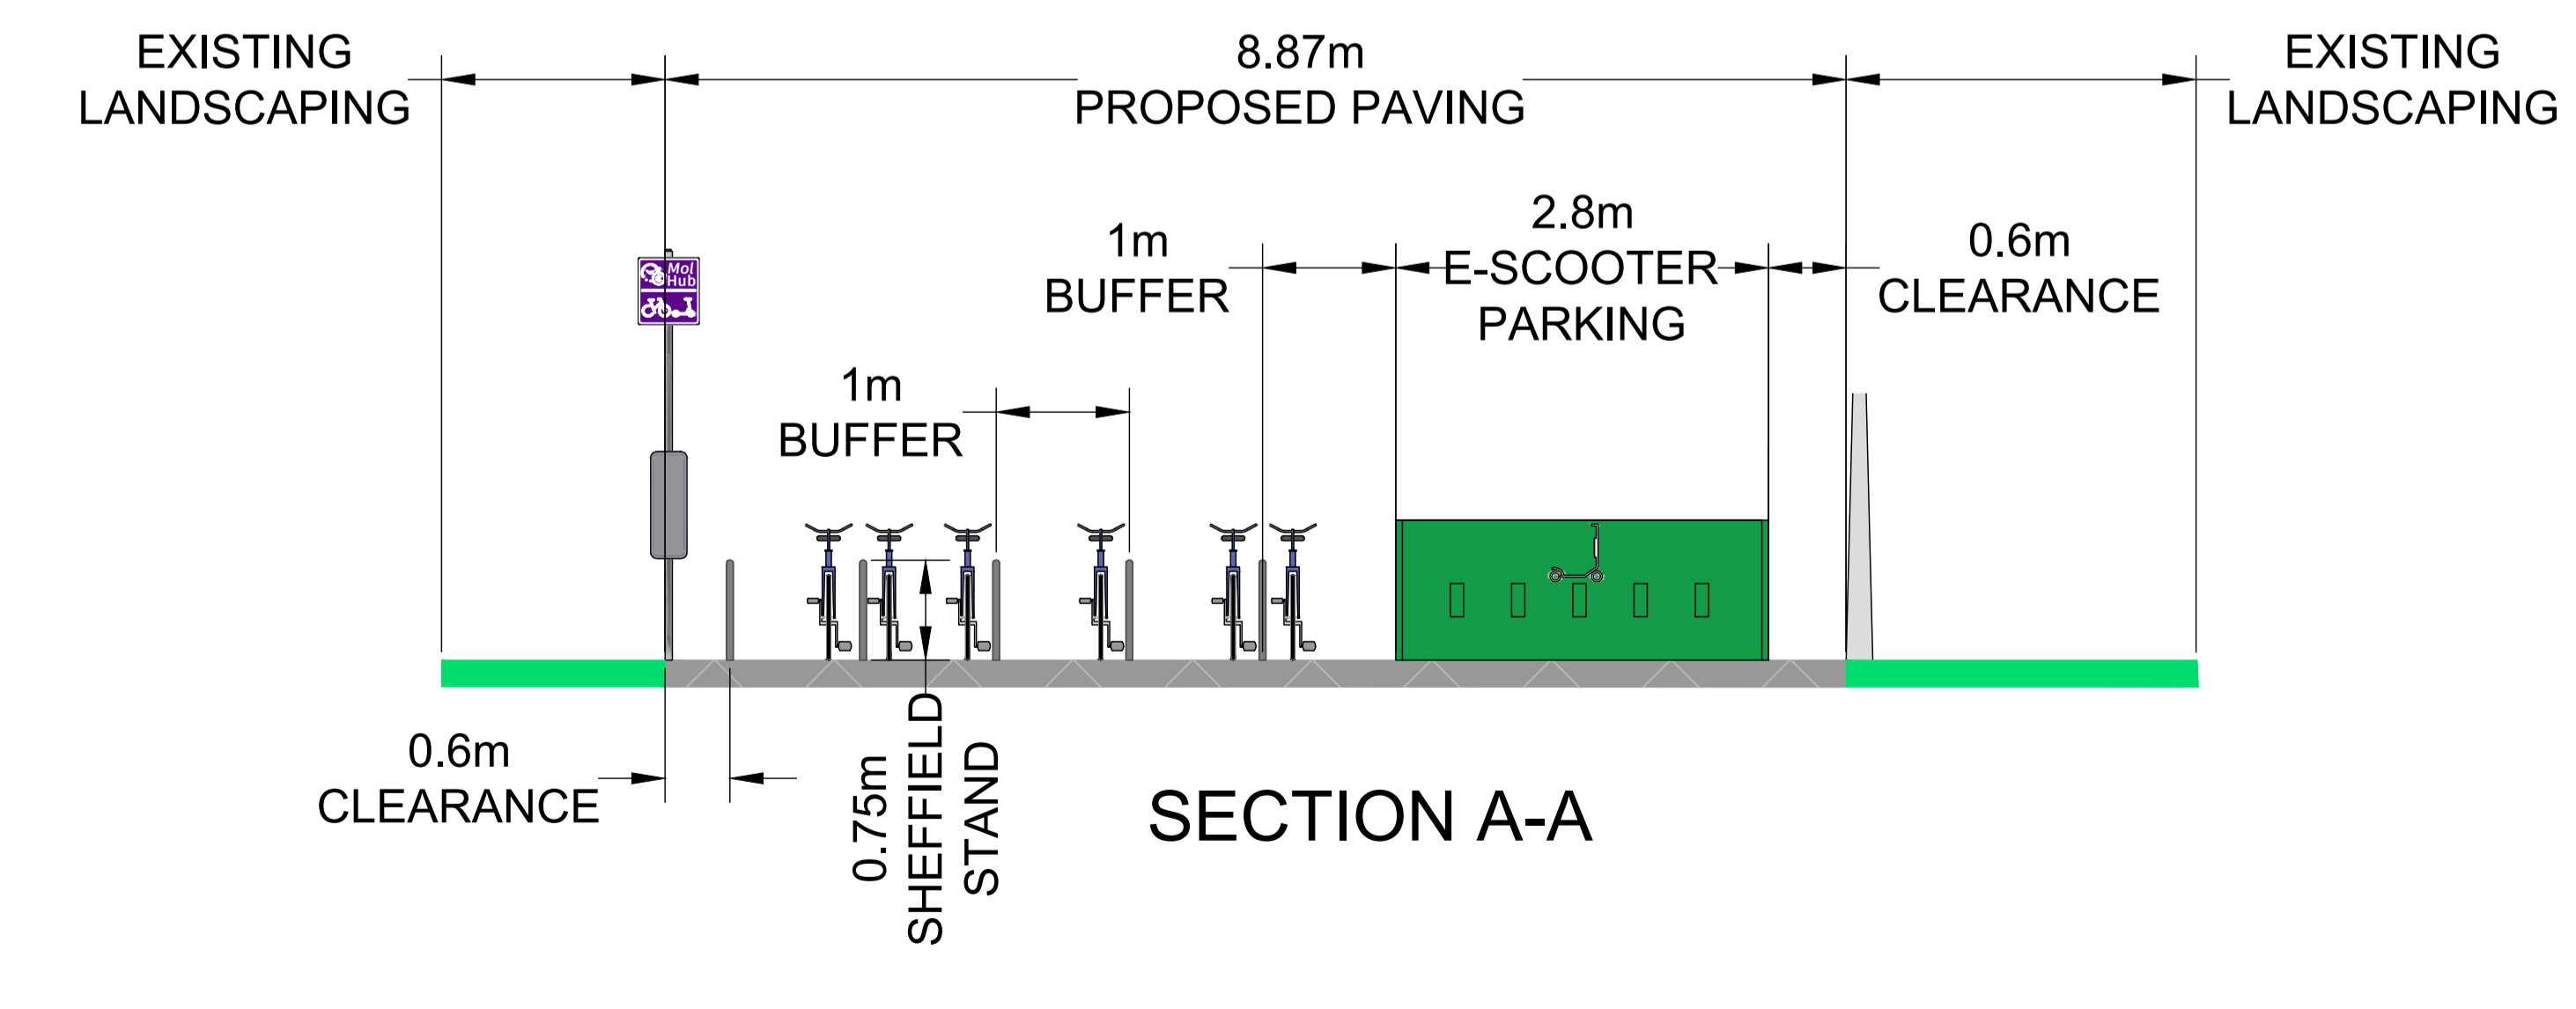 EXISTING
LANDSCAPING
8.87m
PROPOSED PAVING
EXISTING
LANDSCAPING
1m
BUFFER
2.8m
E-SCOOTER
PARKING
0.6m
CLEARANCE
Mol
Hub
1m
BUFFER
0.6m
CLEARANCE
0.75m
SHEFFIELD
STAND
SECTION A-A